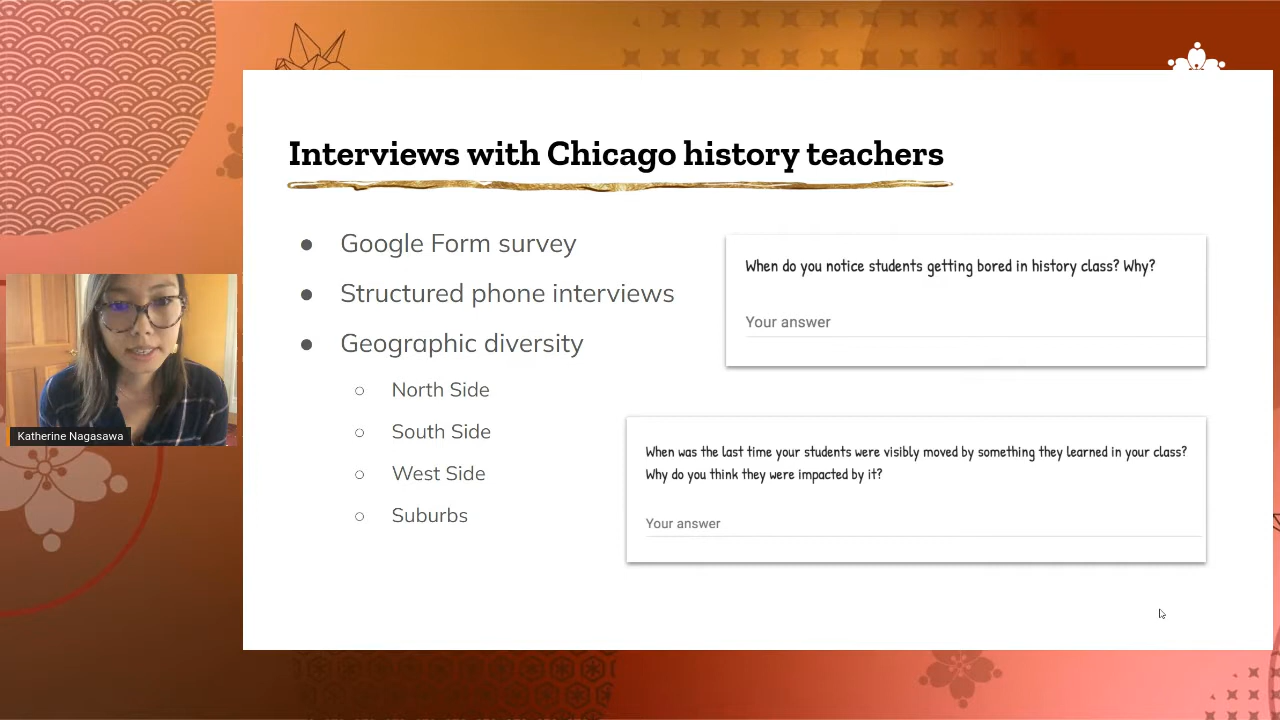 Interviews with Chicago history teachers
Google Form survey
Structured phone interviews
Geographic diversity
North Side
South Side
West Side
Suburbs
When do you notice students getting bored in history class? Why?
Your answer
When was the last time your students were visibly moved by something they learned in your class?
Why do you think they were impacted by it?
Your answer
Katherine Nagasawa